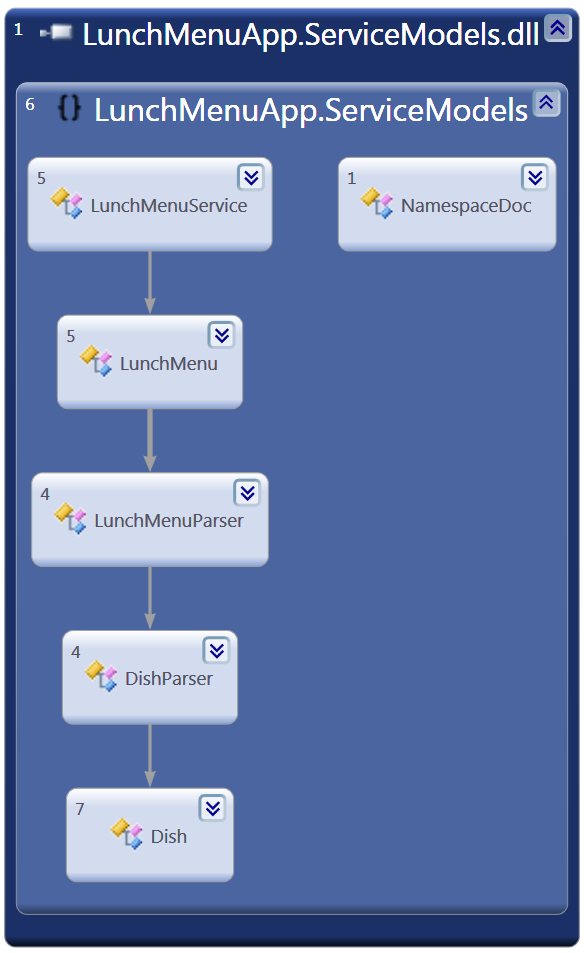 1 LunchMenuApp.ServiceModels.dll
6 {} LunchMenuApp.ServiceModels
5
LunchMenuService
1
NamespaceDoc
5
LunchMenu
4
LunchMenuParser
4
DishParser
7
Dish